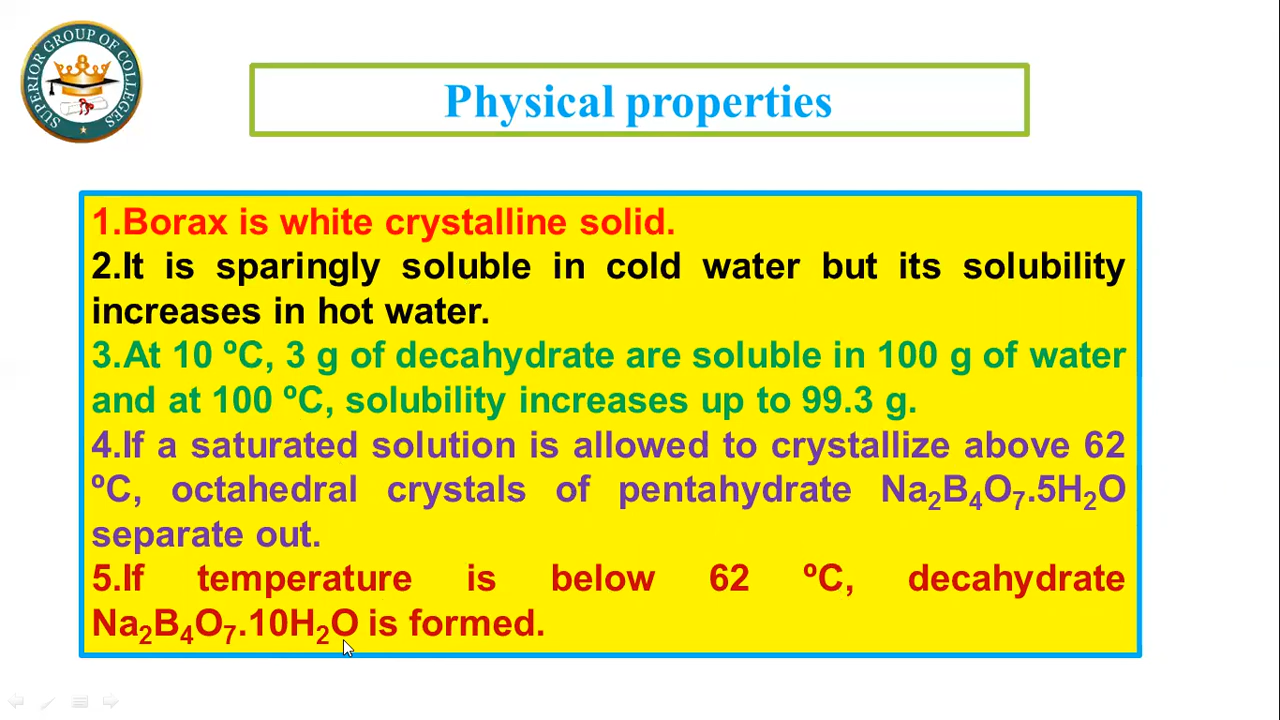 SUPERIOR GROUP OF COLLEGES
Physical properties
1.Borax is white crystalline solid.
2.It is sparingly soluble in cold water but its solubility
increases in hot water.
3.At 10 ºC, 3 g of decahydrate are soluble in 100 g of water
and at 100 ºC, solubility increases up to 99.3 g.
4.If a saturated solution is allowed to crystallize above 62
ºC, octahedral crystals of pentahydrate Na₂B₄O₇.5H₂O
separate out.
5.If temperature is below 62 ºC, decahydrate
Na₂B₄O₇.10H₂O is formed.